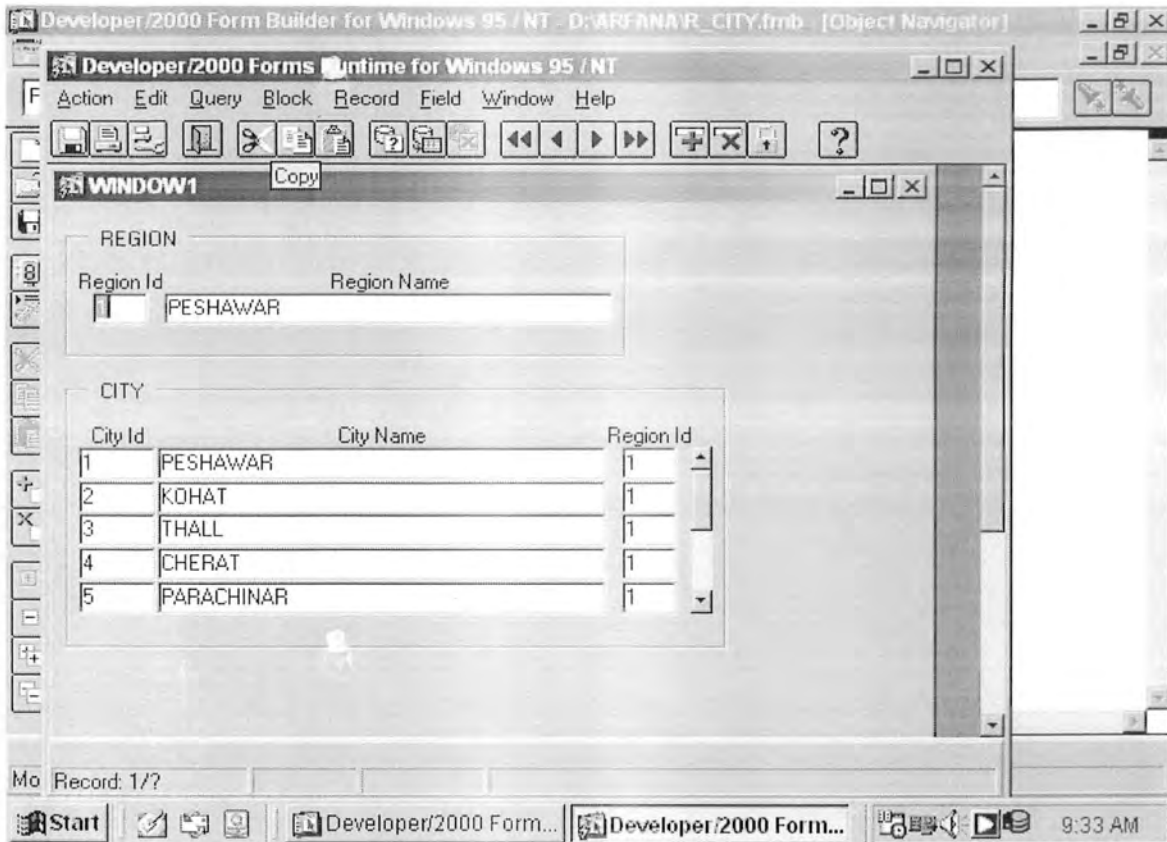 Developer/2000 Form Builder for Windows 95 / NT - D:\ARFANA\R_CITY.fmb - [Object Navigator]
Developer/2000 Forms Runtime for Windows 95 / NT
Action Edit Query Block Record Field Window Help
?
Copy
WINDOW1
REGION
Region Id Region Name
1 PESHAWAR
CITY
City Id City Name Region Id
1 PESHAWAR 1
2 KOHAT 1
3 THALL 1
4 CHERAT 1
5 PARACHINAR 1
Mo Record: 1/?
Start Developer/2000 Form... Developer/2000 Form... 9:33 AM